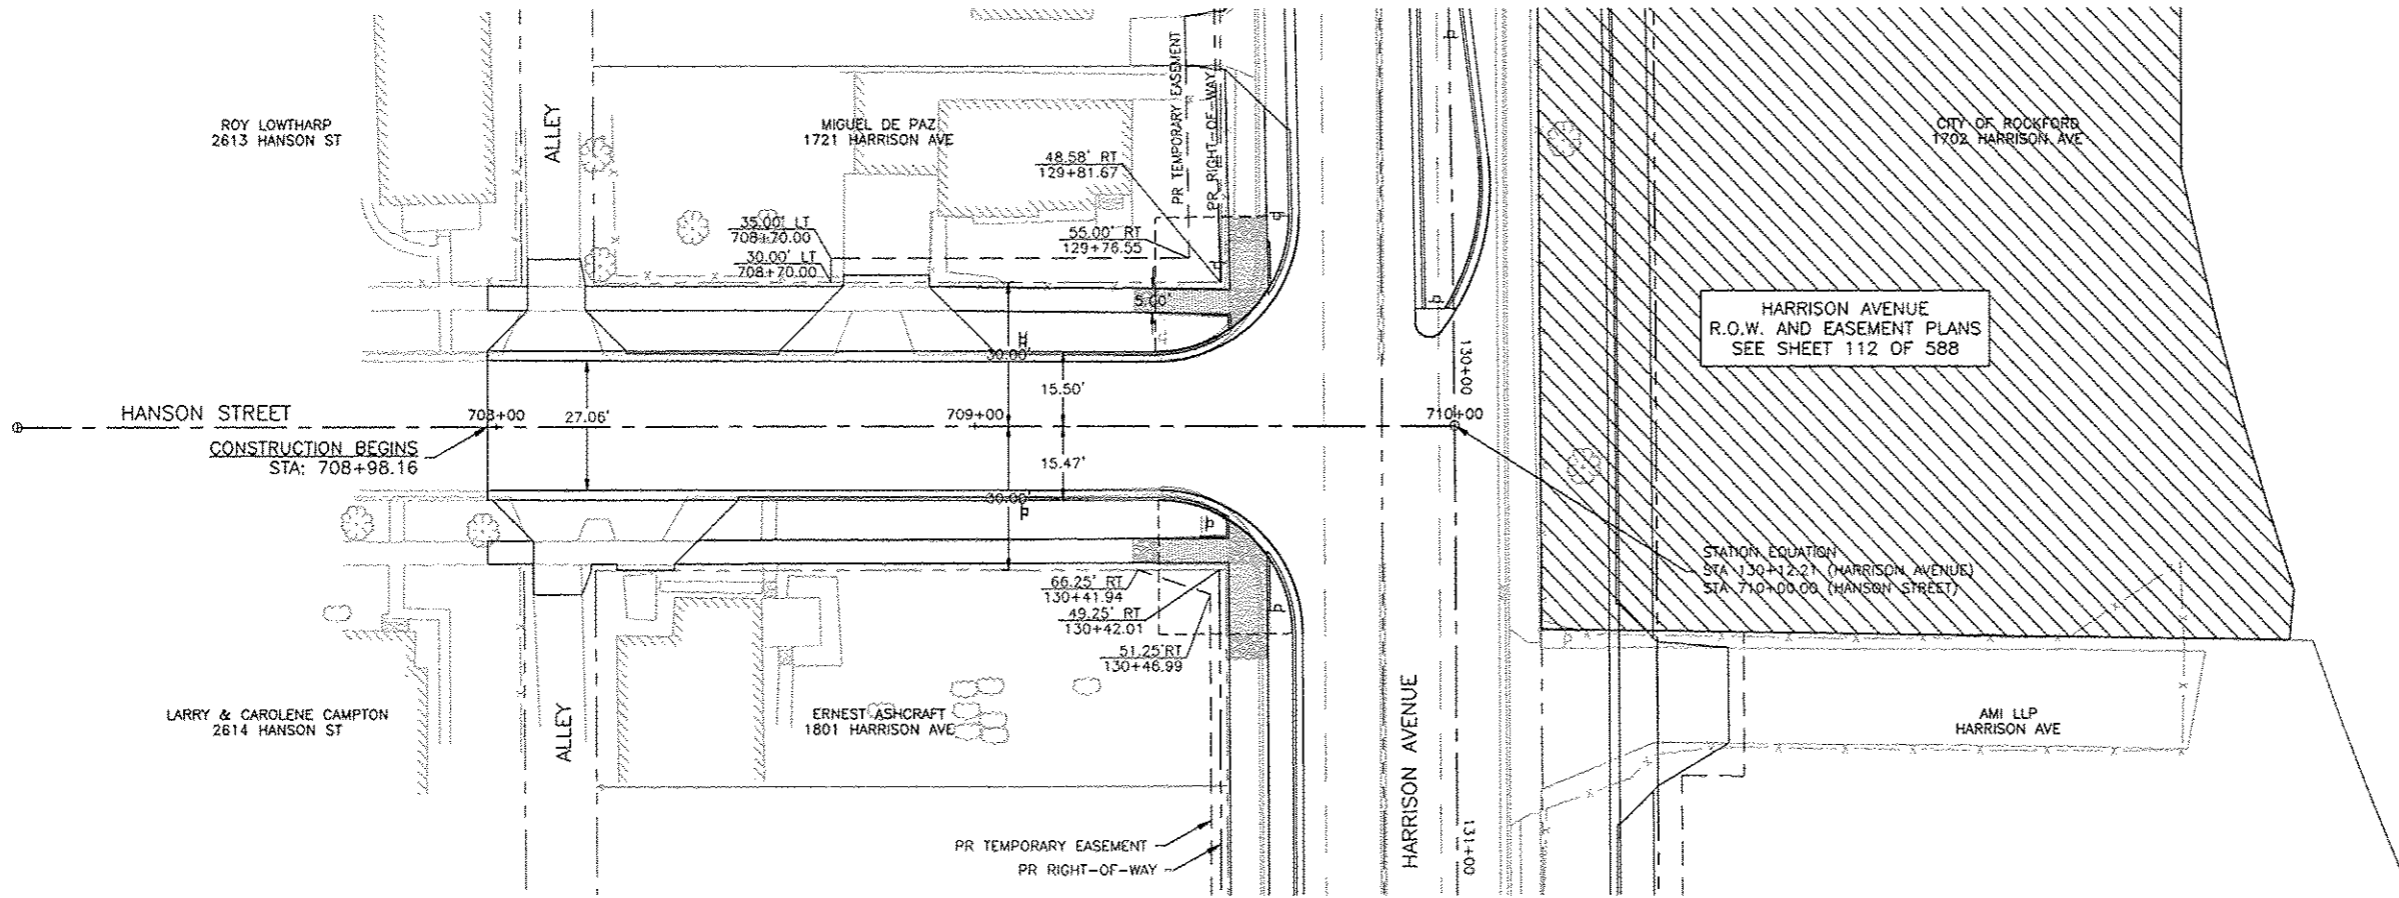 ROY LOWTHARP
2613 HANSON ST
ALLEY
MIGUEL DE PAZ
1721 HARRISON AVE
48.58' RT
129+81.67
PR TEMPORARY EASEMENT
PR RIGHT-OF-WAY
CITY OF ROCKFORD
1702 HARRISON AVE
35.00' LT
708+70.00
30.00' LT
708+70.00
55.00' RT
129+76.55
5.00'
HARRISON AVENUE
R.O.W. AND EASEMENT PLANS
SEE SHEET 112 OF 588
30.00'
15.50'
130+00
HANSON STREET
708+00
27.06'
709+00
710+00
CONSTRUCTION BEGINS
STA: 708+98.16
15.47'
30.00'
STATION EQUATION
STA 130+12.21 (HARRISON AVENUE)
STA 710+00.00 (HANSON STREET)
66.25' RT
130+41.94
49.25' RT
130+42.01
51.25'RT
130+46.99
LARRY & CAROLENE CAMPTON
2614 HANSON ST
ALLEY
ERNEST ASHCRAFT
1801 HARRISON AVE
HARRISON AVENUE
131+00
AMI LLP
HARRISON AVE
PR TEMPORARY EASEMENT
PR RIGHT-OF-WAY